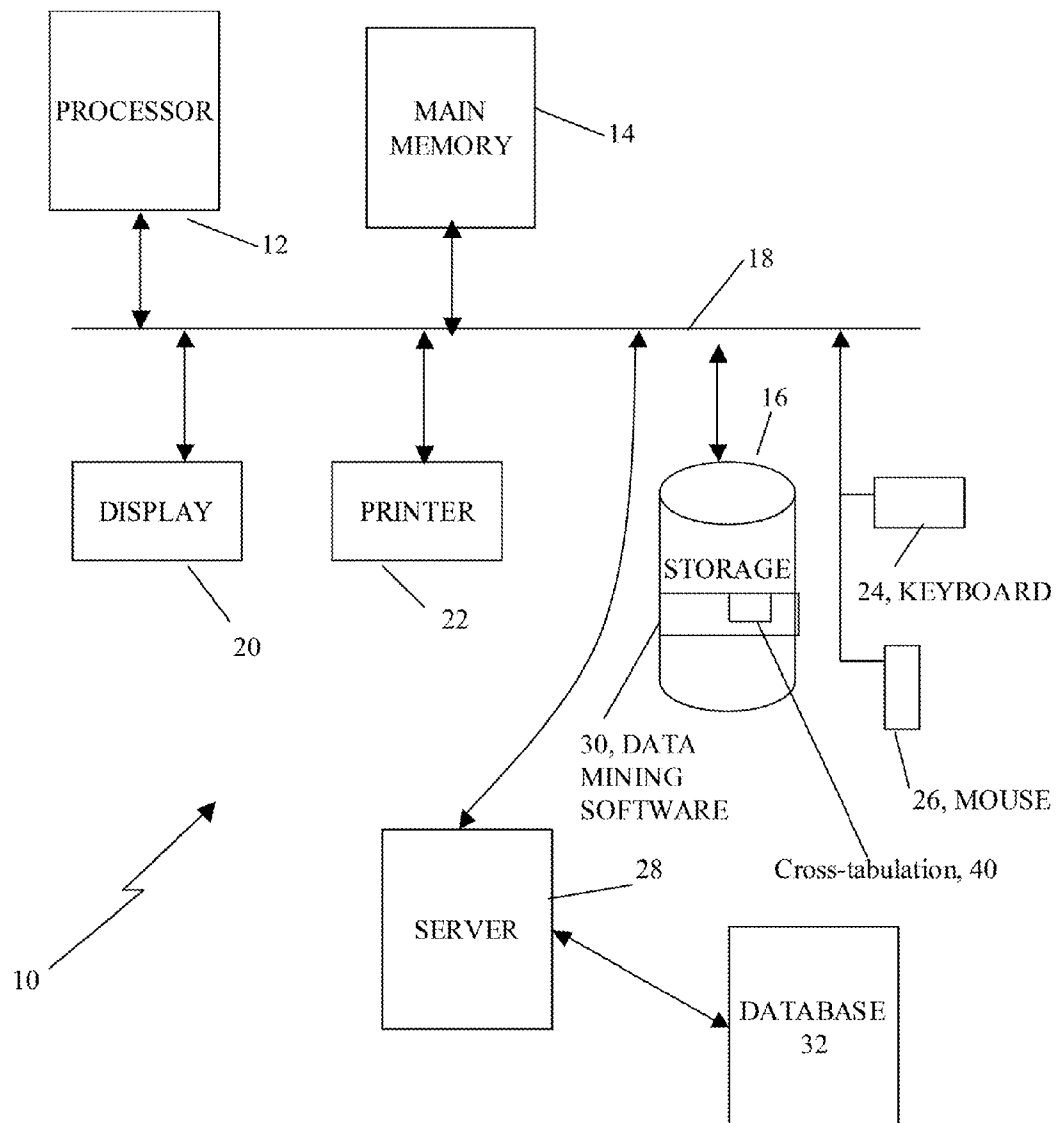 PROCESSOR
MAIN
MEMORY
14
12
18
16
DISPLAY
PRINTER
STORAGE
24, KEYBOARD
20
22
30, DATA
MINING
SOFTWARE
26, MOUSE
Cross-tabulation, 40
28
SERVER
10
DATABASE
32